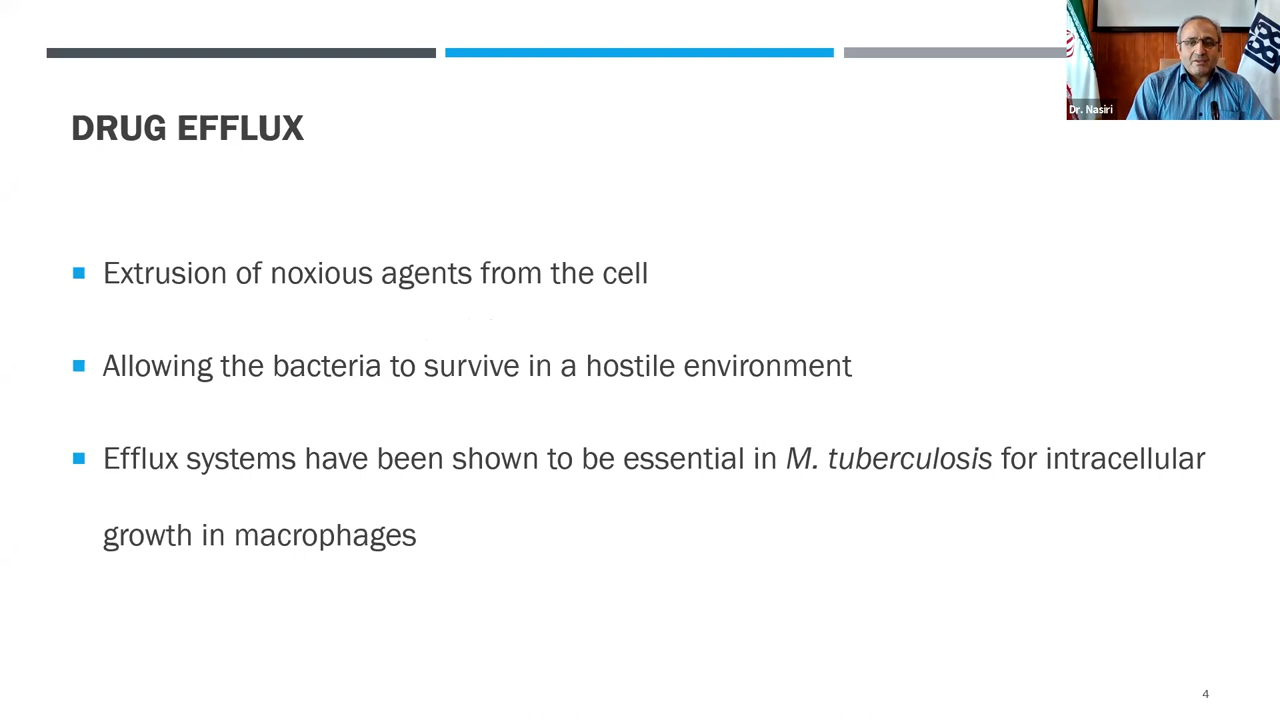 Dr. Nasiri
DRUG EFFLUX
Extrusion of noxious agents from the cell
Allowing the bacteria to survive in a hostile environment
Efflux systems have been shown to be essential in M. tuberculosis for intracellular
growth in macrophages
4